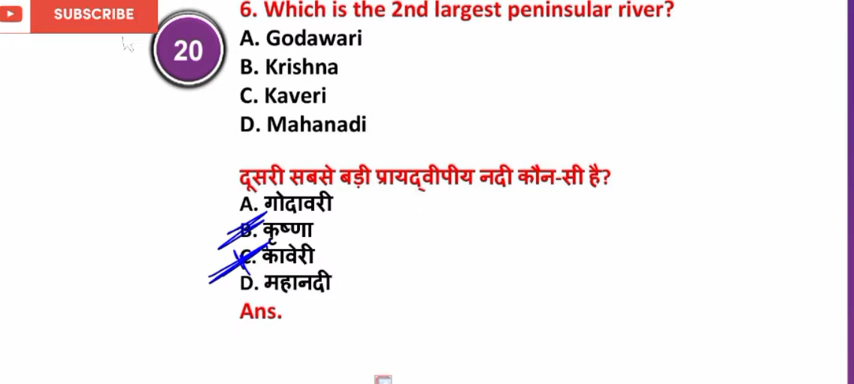 SUBSCRIBE
20
6. Which is the 2nd largest peninsular river?
A. Godawari
B. Krishna
C. Kaveri
D. Mahanadi
दूसरी सबसे बड़ी प्रायद्वीपीय नदी कौन-सी है?
A. गोदावरी
B. कृष्णा
C. कावेरी
D. महानदी
Ans.